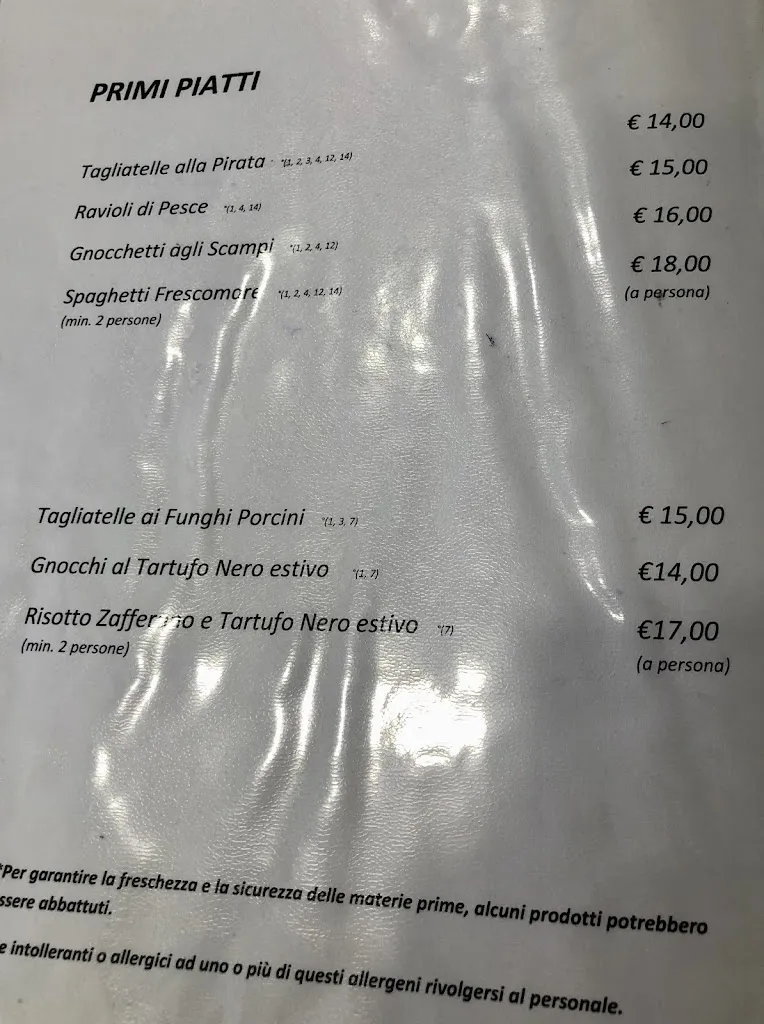 PRIMI PIATTI
Tagliatelle alla Pirata *(1, 2, 3, 4, 12, 14) € 14,00
Ravioli di Pesce *(1, 4, 14) € 15,00
Gnocchetti agli Scampi *(1, 2, 4, 12) € 16,00
Spaghetti Frescomare *(1, 2, 4, 12, 14) € 18,00
(min. 2 persone) (a persona)
Tagliatelle ai Funghi Porcini *(1, 3, 7) € 15,00
Gnocchi al Tartufo Nero estivo *(1, 7) €14,00
Risotto Zafferano e Tartufo Nero estivo *(7) €17,00
(min. 2 persone) (a persona)
*Per garantire la freschezza e la sicurezza delle materie prime, alcuni prodotti potrebbero
ssere abbattuti.
e intolleranti o allergici ad uno o più di questi allergeni rivolgersi al personale.